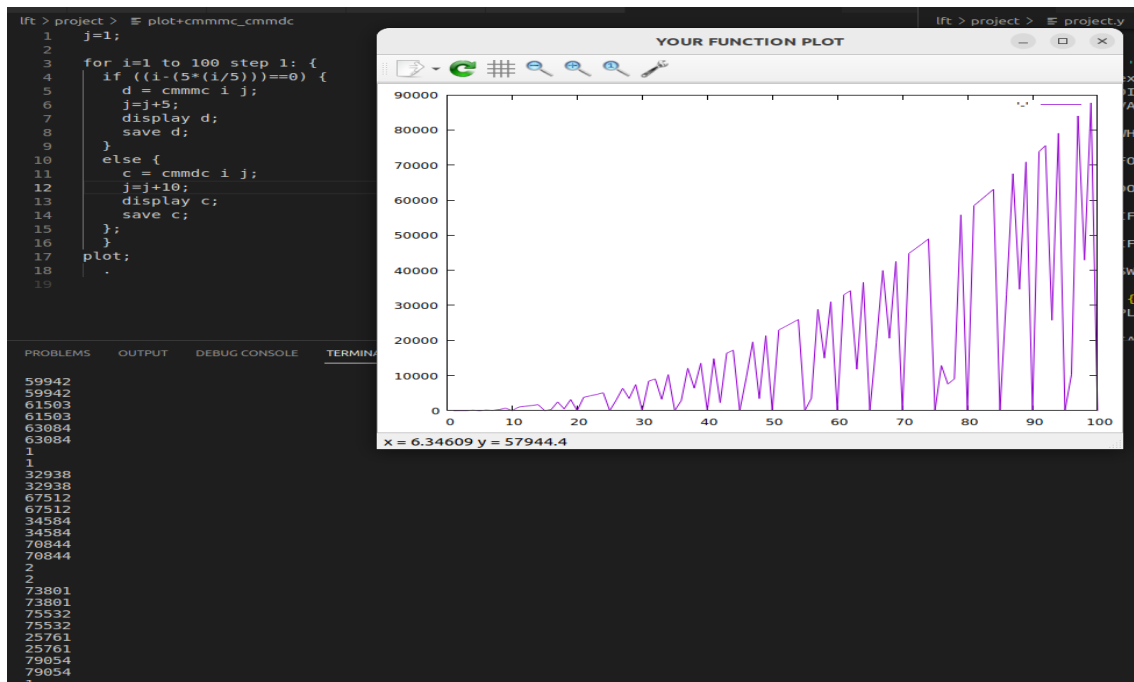 lft > project > plot+cmmmc_cmmdc
1 j=1;
2
3 for i=1 to 100 step 1: {
4 if ((i-(5*(i/5)))==0) {
5 d = cmmmc i j;
6 j=j+5;
7 display d;
8 save d;
9 }
10 else {
11 c = cmmdc i j;
12 j=j+10;
13 display c;
14 save c;
15 };
16 }
17 plot;
18 .
19
lft > project > project.y
YOUR FUNCTION PLOT
90000
80000
70000
60000
50000
40000
30000
20000
10000
0
0 10 20 30 40 50 60 70 80 90 100
x = 6.34609 y = 57944.4
PROBLEMS OUTPUT DEBUG CONSOLE TERMINA
59942
59942
61503
61503
63084
63084
1
1
32938
32938
67512
67512
34584
34584
70844
70844
2
2
73801
73801
75532
75532
25761
25761
79054
79054